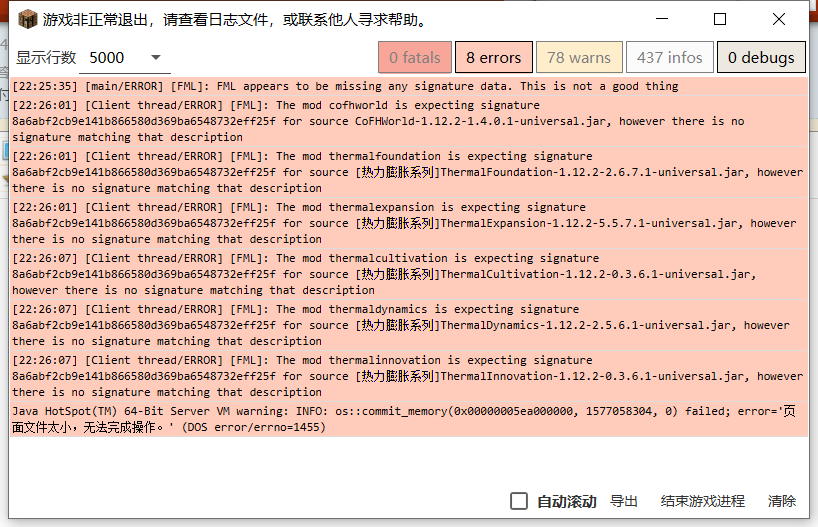 游戏非正常退出，请查看日志文件，或联系他人寻求帮助。
显示行数 5000 0 fatals 8 errors 78 warns 437 infos 0 debugs
[22:25:35] [main/ERROR] [FML]: FML appears to be missing any signature data. This is not a good thing
[22:26:01] [Client thread/ERROR] [FML]: The mod cofhworld is expecting signature
8a6abf2cb9e141b866580d369ba6548732eff25f for source CoFHWorld-1.12.2-1.4.0.1-universal.jar, however there is no
signature matching that description
[22:26:01] [Client thread/ERROR] [FML]: The mod thermalfoundation is expecting signature
8a6abf2cb9e141b866580d369ba6548732eff25f for source [热力膨胀系列]ThermalFoundation-1.12.2-2.6.7.1-universal.jar, however
there is no signature matching that description
[22:26:01] [Client thread/ERROR] [FML]: The mod thermalexpansion is expecting signature
8a6abf2cb9e141b866580d369ba6548732eff25f for source [热力膨胀系列]ThermalExpansion-1.12.2-5.5.7.1-universal.jar, however
there is no signature matching that description
[22:26:07] [Client thread/ERROR] [FML]: The mod thermalcultivation is expecting signature
8a6abf2cb9e141b866580d369ba6548732eff25f for source [热力膨胀系列]ThermalCultivation-1.12.2-0.3.6.1-universal.jar,
however there is no signature matching that description
[22:26:07] [Client thread/ERROR] [FML]: The mod thermaldynamics is expecting signature
8a6abf2cb9e141b866580d369ba6548732eff25f for source [热力膨胀系列]ThermalDynamics-1.12.2-2.5.6.1-universal.jar, however
there is no signature matching that description
[22:26:07] [Client thread/ERROR] [FML]: The mod thermalinnovation is expecting signature
8a6abf2cb9e141b866580d369ba6548732eff25f for source [热力膨胀系列]ThermalInnovation-1.12.2-0.3.6.1-universal.jar, however
there is no signature matching that description
Java HotSpot(TM) 64-Bit Server VM warning: INFO: os::commit_memory(0x00000005ea000000, 1577058304, 0) failed; error='页
面文件太小，无法完成操作。' (DOS error/errno=1455)
自动滚动 导出 结束游戏进程 清除